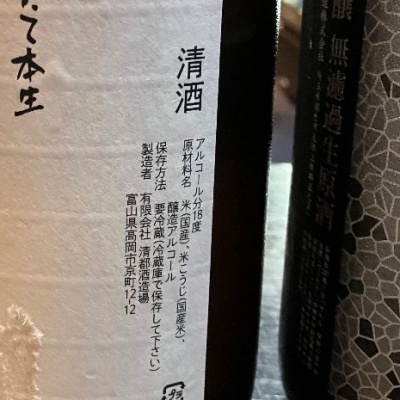 たて本生
清酒
アルコール分18度
原材料名 米(国産)、米こうじ(国産米)、
醸造アルコール
保存方法 要冷蔵(冷蔵庫で保存して下さい)
製造者 有限会社 清都酒造場
富山県高岡市京町12-12
プラ
醸 無濾過生原酒